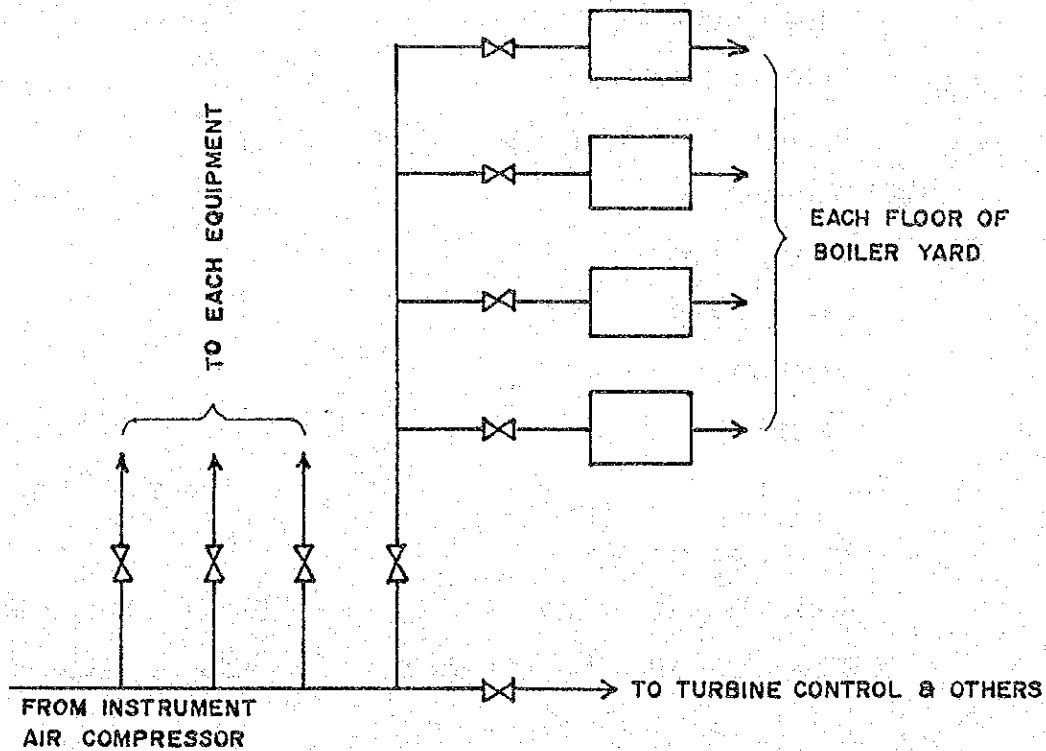 TO EACH EQUIPMENT
EACH FLOOR OF
BOILER YARD
TO TURBINE CONTROL & OTHERS
FROM INSTRUMENT
AIR COMPRESSOR